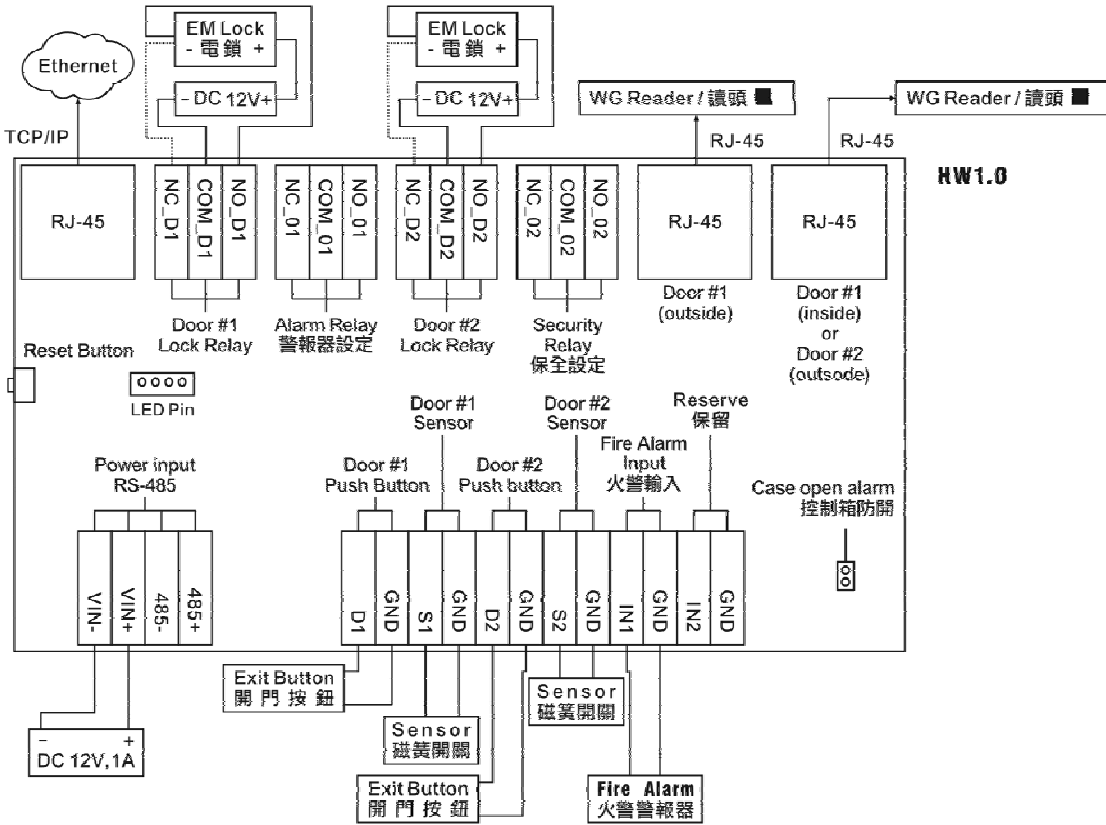 EM Lock
- 電鎖 +
EM Lock
- 電鎖 +
Ethernet
- DC 12V+
- DC 12V+
WG Reader / 讀頭
WG Reader / 讀頭
TCP/IP
RJ-45
RJ-45
HW1.0
RJ-45
NC_D1
COM_D1
NO_D1
NC_01
COM_01
NO_01
NC_D2
COM_D2
NO_D2
NC_02
COM_02
NO_02
RJ-45
RJ-45
Door #1
Lock Relay
Alarm Relay
警報器設定
Door #2
Lock Relay
Security
Relay
保全設定
Door #1
(outside)
Door #1
(inside)
or
Door #2
(outsode)
Reset Button
LED Pin
Door #1
Sensor
Door #2
Sensor
Reserve
保留
Power input
RS-485
Door #1
Push Button
Door #2
Push button
Fire Alarm
Input
火警輸入
Case open alarm
控制箱防開
VIN-
VIN+
485-
485+
D1
GND
S1
GND
D2
GND
S2
GND
IN1
GND
IN2
GND
Exit Button
開門按鈕
Sensor
磁簧開關
Sensor
磁簧開關
- +
DC 12V,1A
Exit Button
開門按鈕
Fire Alarm
火警警報器